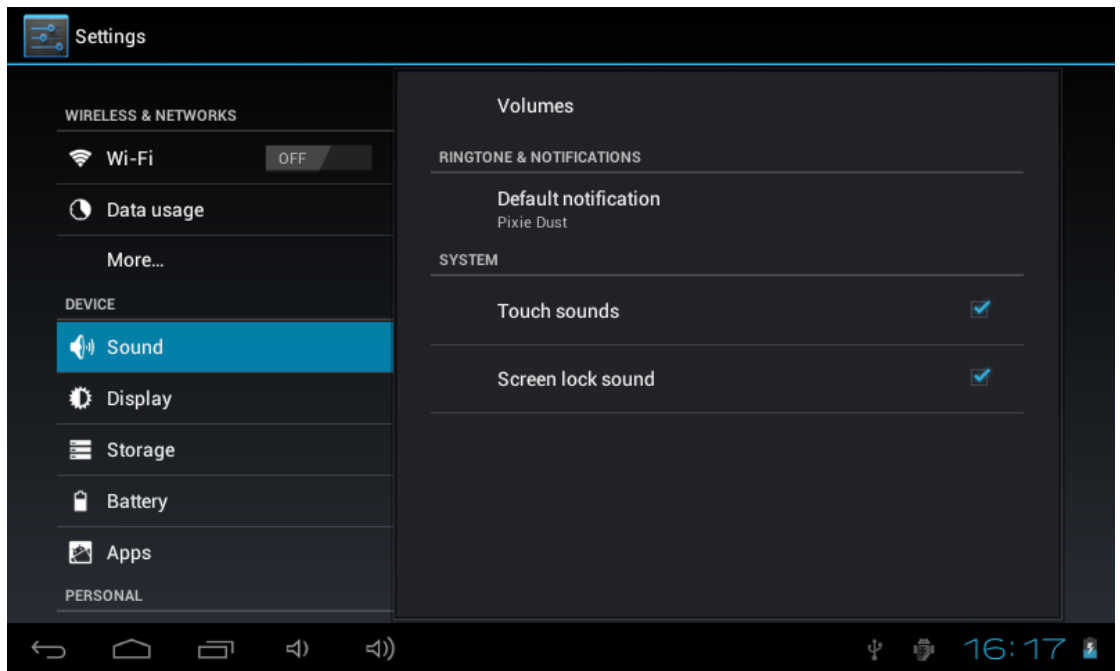 Settings
WIRELESS & NETWORKS
Wi-Fi
OFF
Data usage
More...
DEVICE
Sound
Display
Storage
Battery
Apps
PERSONAL
Volumes
RINGTONE & NOTIFICATIONS
Default notification
Pixie Dust
SYSTEM
Touch sounds
Screen lock sound
16:17